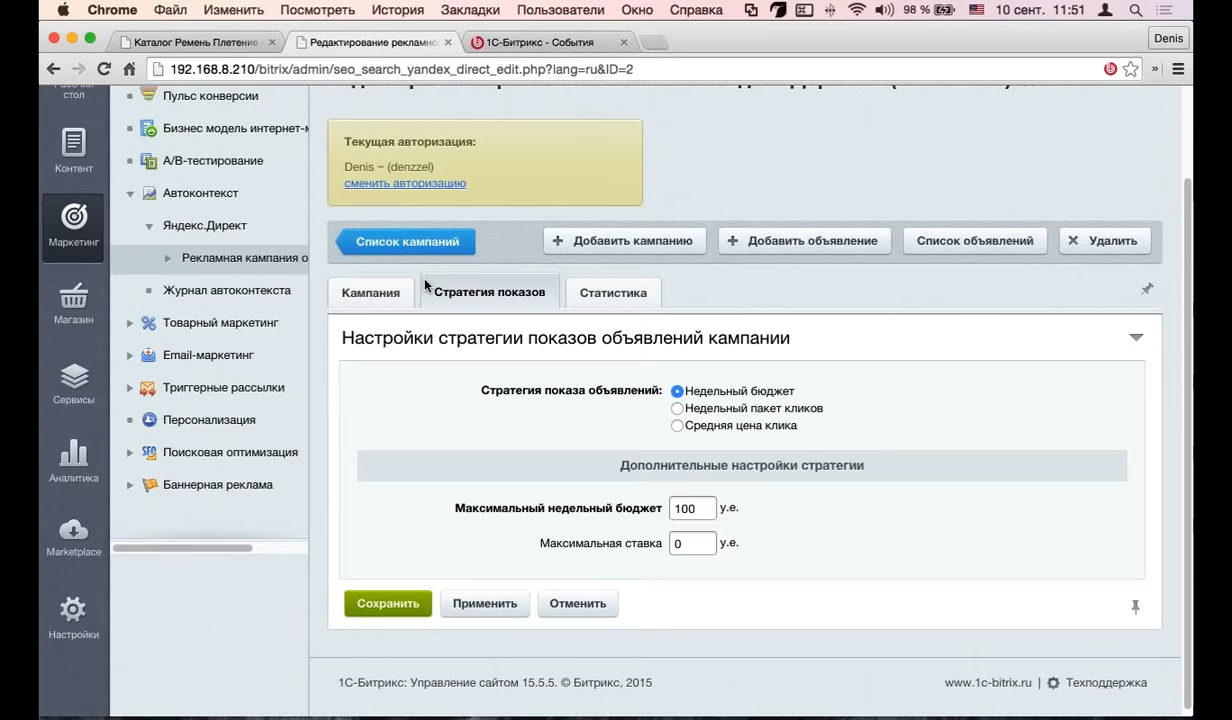 Chrome Файл Изменить Посмотреть История Закладки Пользователи Окно Справка 98 % 10 сент. 11:51
Каталог Ремень Плетение × Редактирование рекламно × 1С-Битрикс - События × Denis
192.168.8.210/bitrix/admin/seo_search_yandex_direct_edit.php?lang=ru&ID=2 »
стол
Контент
Маркетинг
Магазин
Сервисы
Аналитика
Marketplace
Настройки
Пульс конверсии
Бизнес модель интернет-м
A/B-тестирование
Автоконтекст
Яндекс.Директ
Рекламная кампания о
Журнал автоконтекста
Товарный маркетинг
Email-маркетинг
Триггерные рассылки
Персонализация
SEO Поисковая оптимизация
Баннерная реклама
Текущая авторизация:
Denis ~ (denzzel)
сменить авторизацию
Список кампаний + Добавить кампанию + Добавить объявление Список объявлений × Удалить
Кампания Стратегия показов Статистика
Настройки стратегии показов объявлений кампании
Стратегия показа объявлений: Недельный бюджет
Недельный пакет кликов
Средняя цена клика
Дополнительные настройки стратегии
Максимальный недельный бюджет 100 у.е.
Максимальная ставка 0 у.е.
Сохранить Применить Отменить
1С-Битрикс: Управление сайтом 15.5.5. © Битрикс, 2015 www.1c-bitrix.ru | Техподдержка